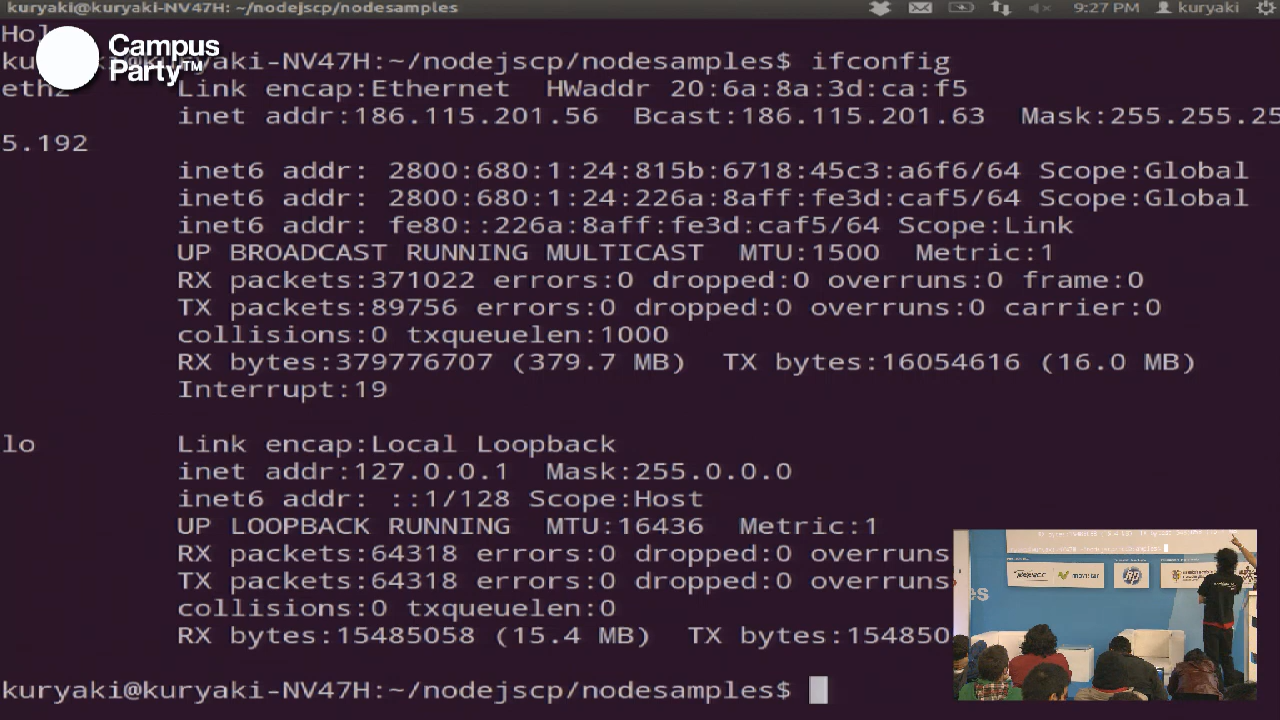 kuryaki@kuryaki-NV47H: ~/nodejscp/nodesamples 9:27 PM kuryaki
Hol
Campus
Party™
kuryaki-NV47H:~/nodejscp/nodesamples$ ifconfig
eth2 Link encap:Ethernet HWaddr 20:6a:8a:3d:ca:f5
inet addr:186.115.201.56 Bcast:186.115.201.63 Mask:255.255.25
5.192
inet6 addr: 2800:680:1:24:815b:6718:45c3:a6f6/64 Scope:Global
inet6 addr: 2800:680:1:24:226a:8aff:fe3d:caf5/64 Scope:Global
inet6 addr: fe80::226a:8aff:fe3d:caf5/64 Scope:Link
UP BROADCAST RUNNING MULTICAST MTU:1500 Metric:1
RX packets:371022 errors:0 dropped:0 overruns:0 frame:0
TX packets:89756 errors:0 dropped:0 overruns:0 carrier:0
collisions:0 txqueuelen:1000
RX bytes:379776707 (379.7 MB) TX bytes:16054616 (16.0 MB)
Interrupt:19
lo Link encap:Local Loopback
inet addr:127.0.0.1 Mask:255.0.0.0
inet6 addr: ::1/128 Scope:Host
UP LOOPBACK RUNNING MTU:16436 Metric:1
RX packets:64318 errors:0 dropped:0 overruns
TX packets:64318 errors:0 dropped:0 overruns
collisions:0 txqueuelen:0
RX bytes:15485058 (15.4 MB) TX bytes:154850
kuryaki@kuryaki-NV47H:~/nodejscp/nodesamples$
movistar
hp
es